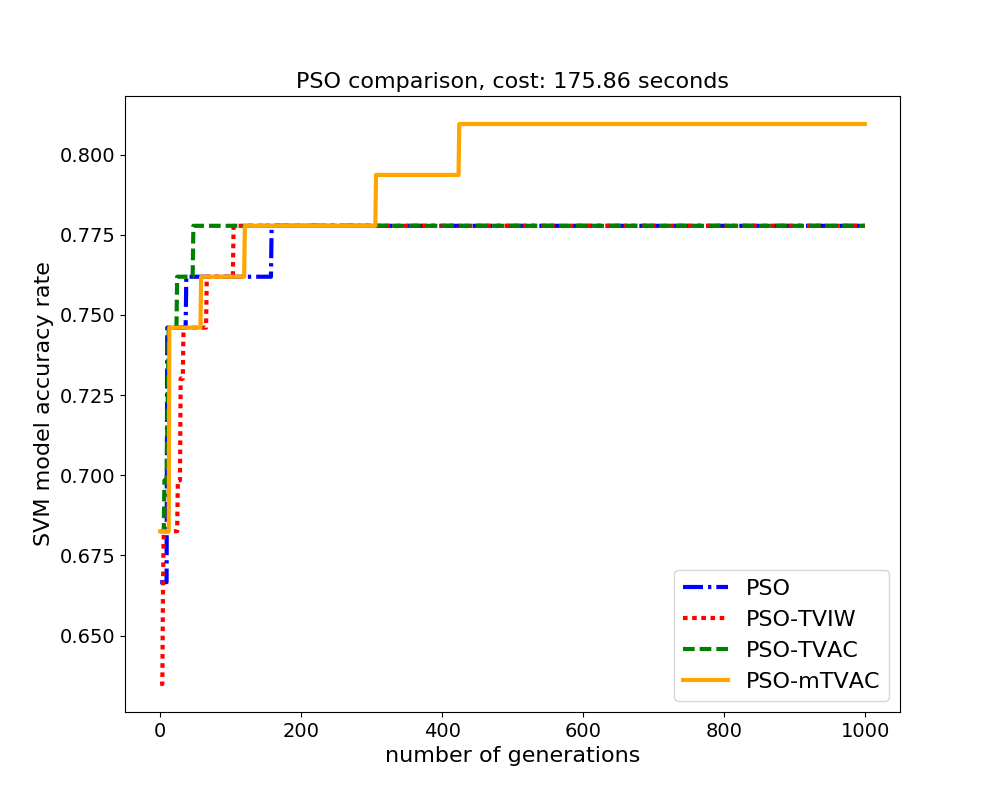 PSO comparison, cost: 175.86 seconds
SVM model accuracy rate
0.800
0.775
0.750
0.725
0.700
0.675
0.650
0 200 400 600 800 1000
number of generations
PSO
PSO-TVIW
PSO-TVAC
PSO-mTVAC